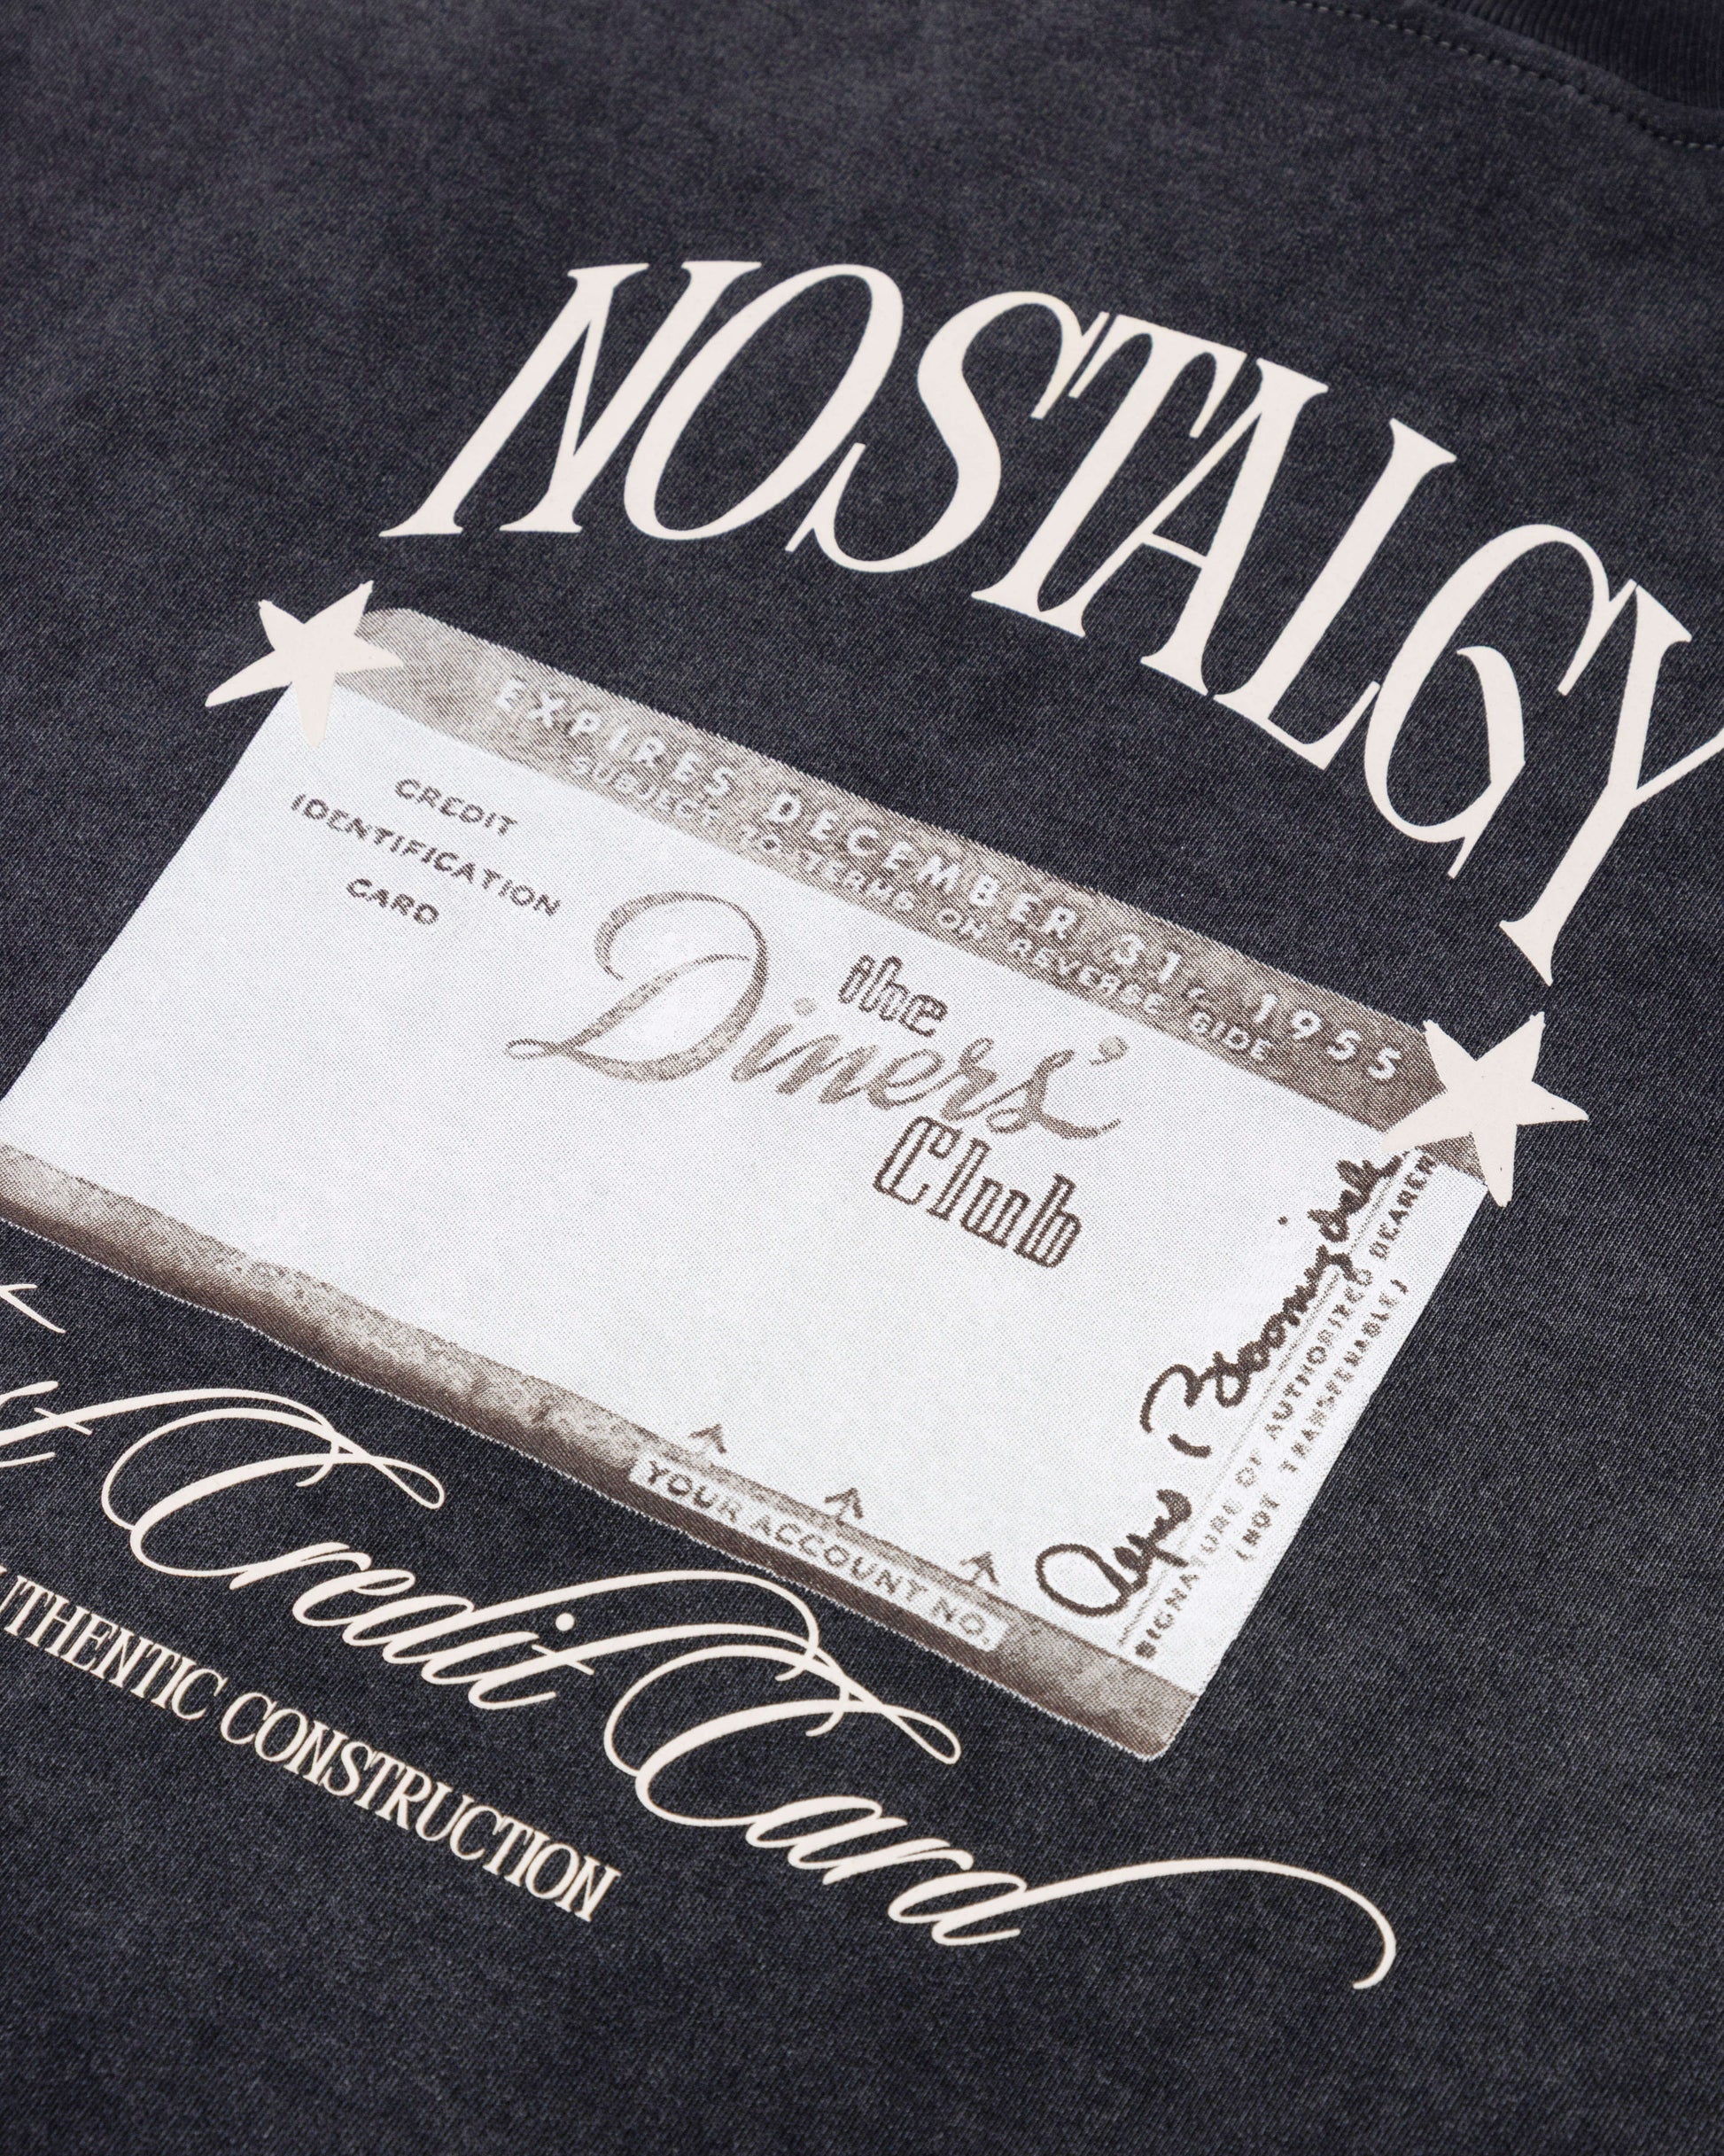 NOSTALGY
EXPIRES DECEMBER 31, 1955
SUBJECT TO TERMS ON REVERSE SIDE
CREDIT
IDENTIFICATION
CARD
the
Diners'
Club
YOUR ACCOUNT NO.
SIGNATURE OF AUTHORIZED BEARER
(NOT TRANSFERABLE)
t Credit Card
UTHENTIC CONSTRUCTION